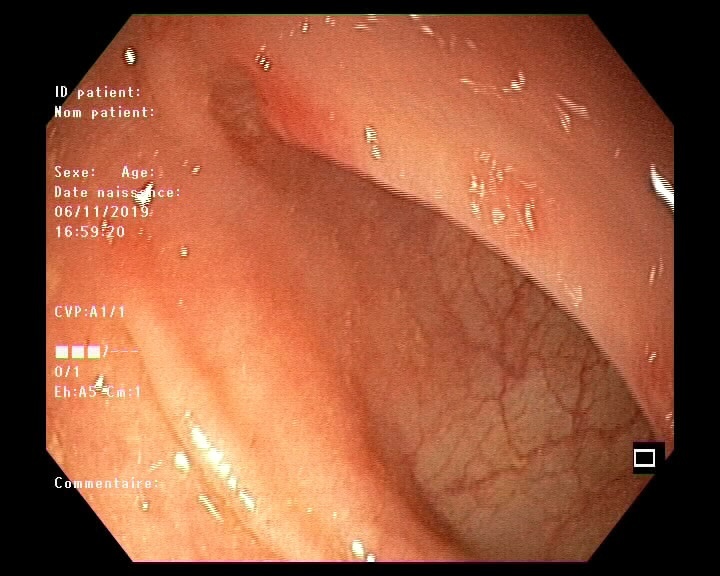 ID patient:
Nom patient:
Sexe: Age:
Date naissance:
06/11/2019
16:59:20
CVP:A1/1
0/1
Eh:A5 Cm:1
Commentaire: